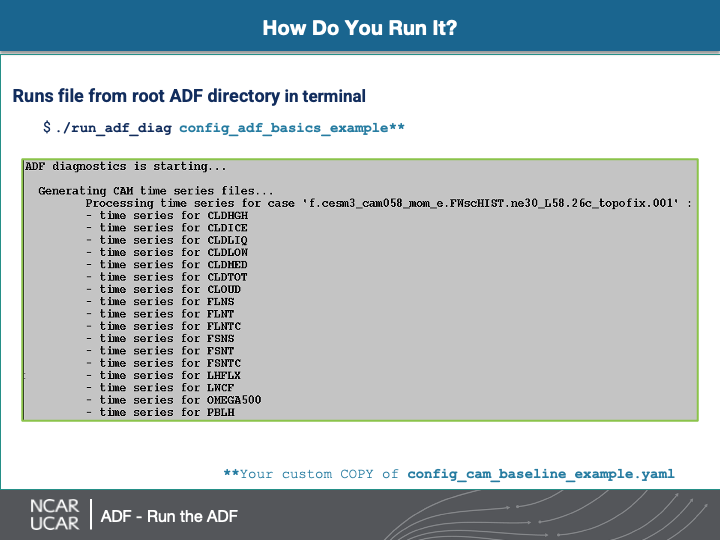 How Do You Run It?
Runs file from root ADF directory in terminal
$ ./run_adf_diag config_adf_basics_example**
ADF diagnostics is starting...
Generating CAM time series files...
Processing time series for case 'f.cesm3_cam058_mom_e.FWscHIST.ne30_L58.26c_topofix.001' :
- time series for CLDHGH
- time series for CLDICE
- time series for CLDLIQ
- time series for CLDLOW
- time series for CLDMED
- time series for CLDTOT
- time series for CLOUD
- time series for FLNS
- time series for FLNT
- time series for FLNTC
- time series for FSNS
- time series for FSNT
- time series for FSNTC
- time series for LHFLX
- time series for LWCF
- time series for OMEGA500
- time series for PBLH
**Your custom COPY of config_cam_baseline_example.yaml
NCAR
UCAR
ADF - Run the ADF